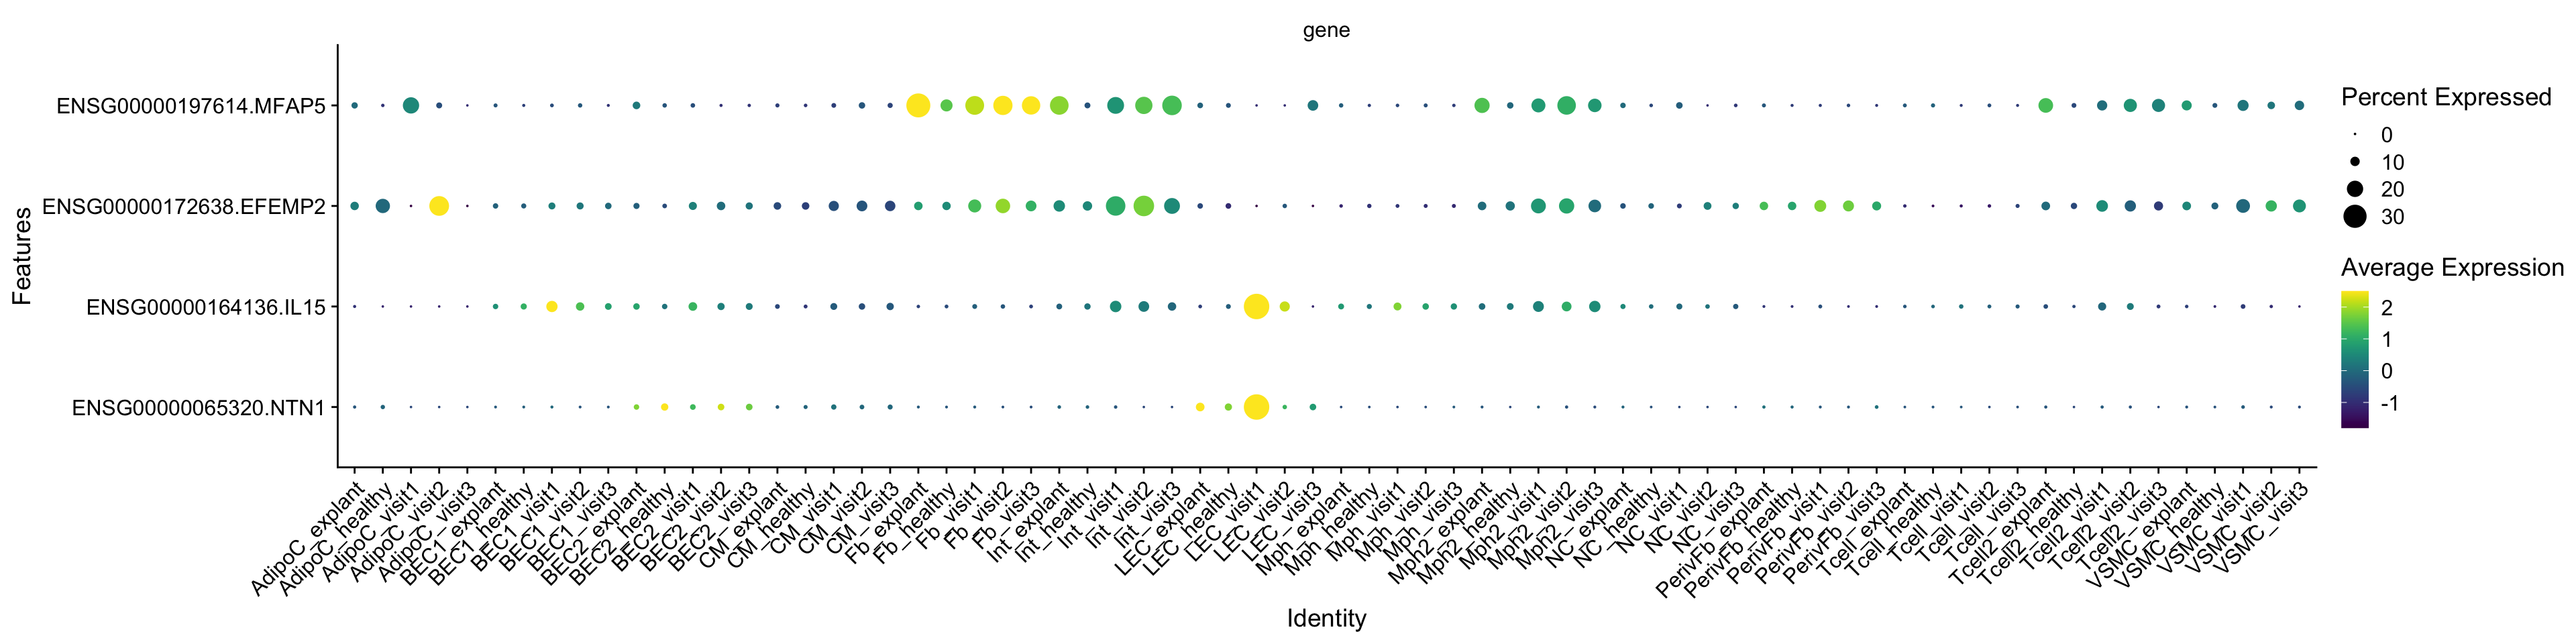 gene
Features
ENSG00000197614.MFAP5
ENSG00000172638.EFEMP2
ENSG00000164136.IL15
ENSG00000065320.NTN1
AdipoC_explant
AdipoC_healthy
AdipoC_visit1
AdipoC_visit2
AdipoC_visit3
BEC1_explant
BEC1_healthy
BEC1_visit1
BEC1_visit2
BEC1_visit3
BEC2_explant
BEC2_healthy
BEC2_visit1
BEC2_visit2
BEC2_visit3
CM_explant
CM_healthy
CM_visit1
CM_visit2
CM_visit3
Fb_explant
Fb_healthy
Fb_visit1
Fb_visit2
Fb_visit3
Int_explant
Int_healthy
Int_visit1
Int_visit2
Int_visit3
LEC_explant
LEC_healthy
LEC_visit1
LEC_visit2
LEC_visit3
Mph_explant
Mph_healthy
Mph_visit1
Mph_visit2
Mph_visit3
Mph2_explant
Mph2_healthy
Mph2_visit1
Mph2_visit2
Mph2_visit3
NC_explant
NC_healthy
NC_visit1
NC_visit2
NC_visit3
PerivFb_explant
PerivFb_healthy
PerivFb_visit1
PerivFb_visit2
PerivFb_visit3
Tcell_explant
Tcell_healthy
Tcell_visit1
Tcell_visit2
Tcell_visit3
Tcell2_explant
Tcell2_healthy
Tcell2_visit1
Tcell2_visit2
Tcell2_visit3
VSMC_explant
VSMC_healthy
VSMC_visit1
VSMC_visit2
VSMC_visit3
Identity
Percent Expressed
0
10
20
30
Average Expression
2
1
0
-1